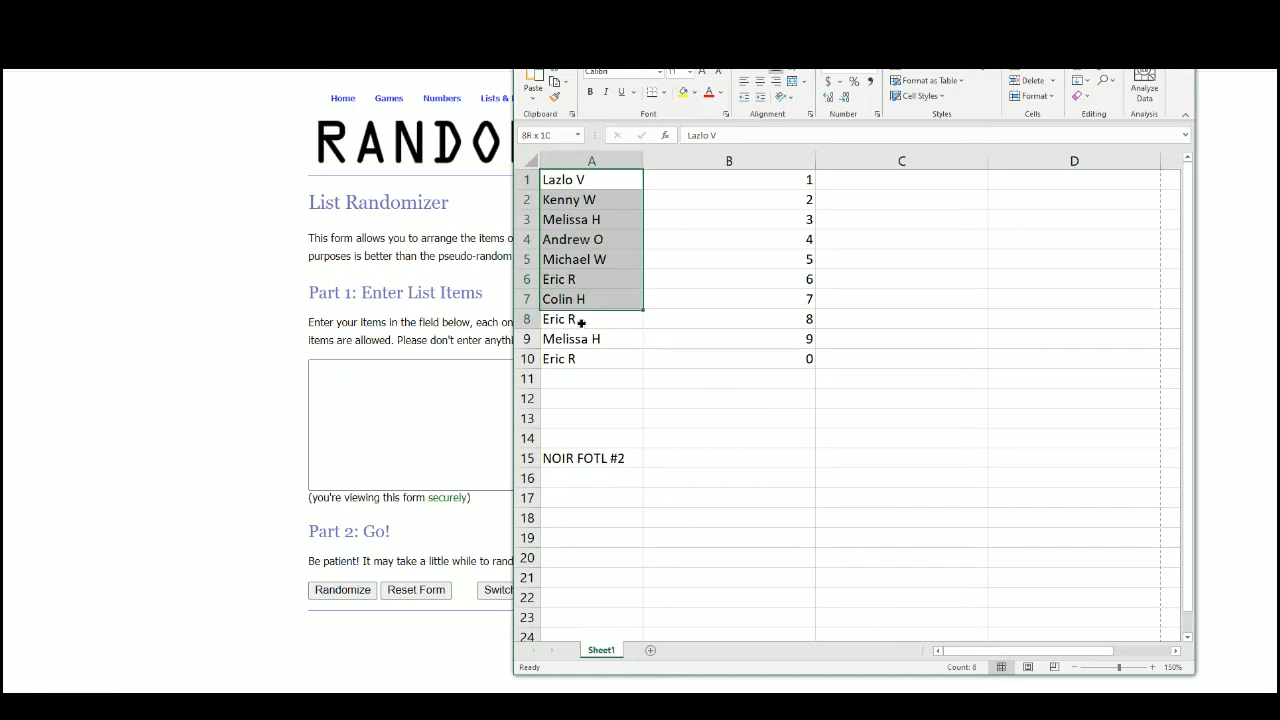 Home Games Numbers Lists &
RANDO
List Randomizer
This form allows you to arrange the items o
purposes is better than the pseudo-random
Part 1: Enter List Items
Enter your items in the field below, each on
items are allowed. Please don't enter anythi
(you're viewing this form securely)
Part 2: Go!
Be patient! It may take a little while to rand
Randomize Reset Form Switch
Calibri 11
Paste
B I U A
$ % ,
Format as Table
Cell Styles
Delete
Format
Analyze
Data
Clipboard Font Alignment Number Styles Cells Editing Analysis
8R x 1C fx Lazlo V
A B C D
1 Lazlo V 1
2 Kenny W 2
3 Melissa H 3
4 Andrew O 4
5 Michael W 5
6 Eric R 6
7 Colin H 7
8 Eric R 8
9 Melissa H 9
10 Eric R 0
11
12
13
14
15 NOIR FOTL #2
16
17
18
19
20
21
22
23
24
Sheet1
Ready Count: 8 150%